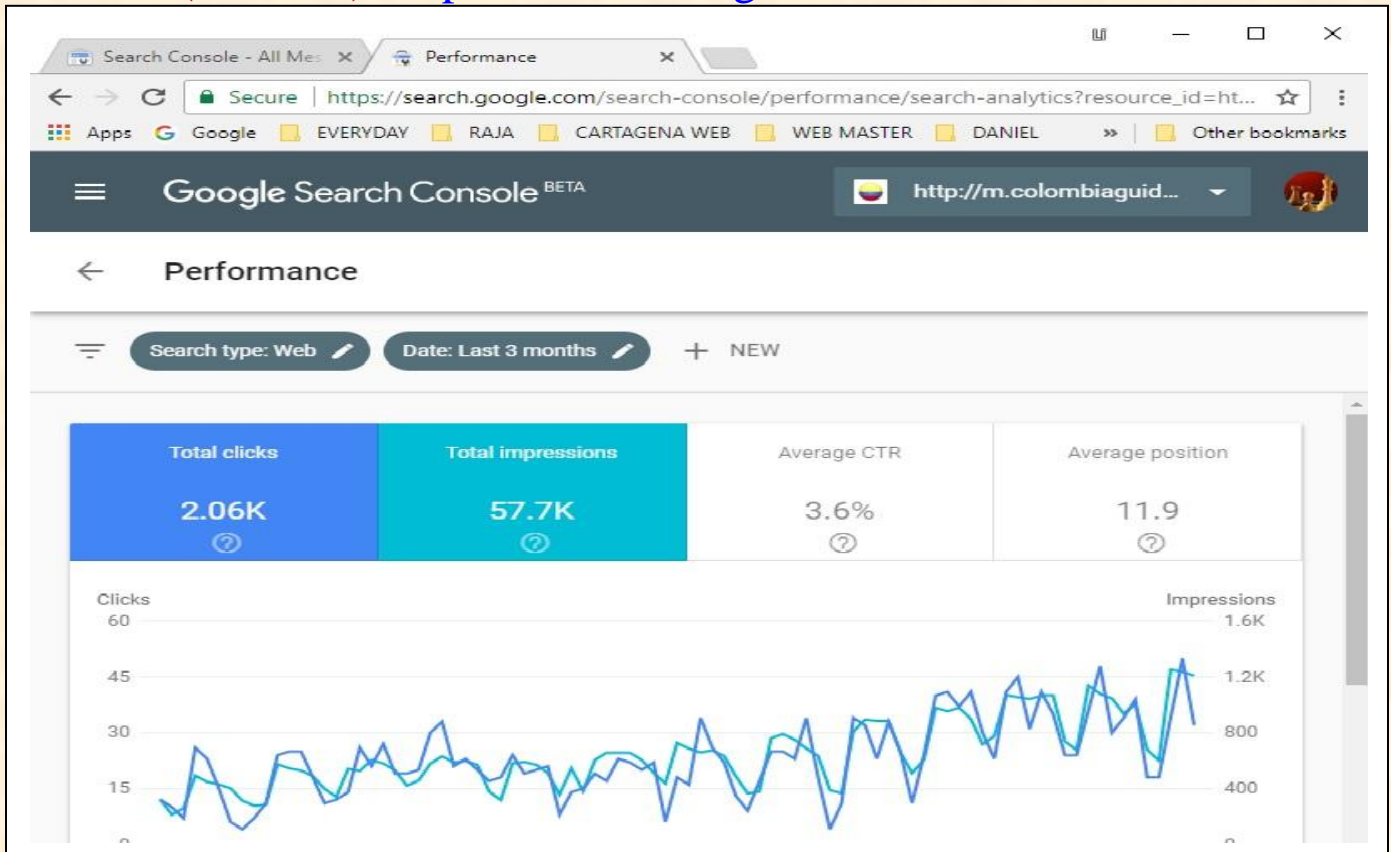 Search Console - All Mes
Performance
Secure | https://search.google.com/search-console/performance/search-analytics?resource_id=ht...
Apps Google EVERYDAY RAJA CARTAGENA WEB WEB MASTER DANIEL » Other bookmarks
Google Search Console BETA
http://m.colombiaguid...
Performance
Search type: Web
Date: Last 3 months
+ NEW
Total clicks
2.06K
Total impressions
57.7K
Average CTR
3.6%
Average position
11.9
Clicks
Impressions
60
1.6K
45
1.2K
30
800
15
400